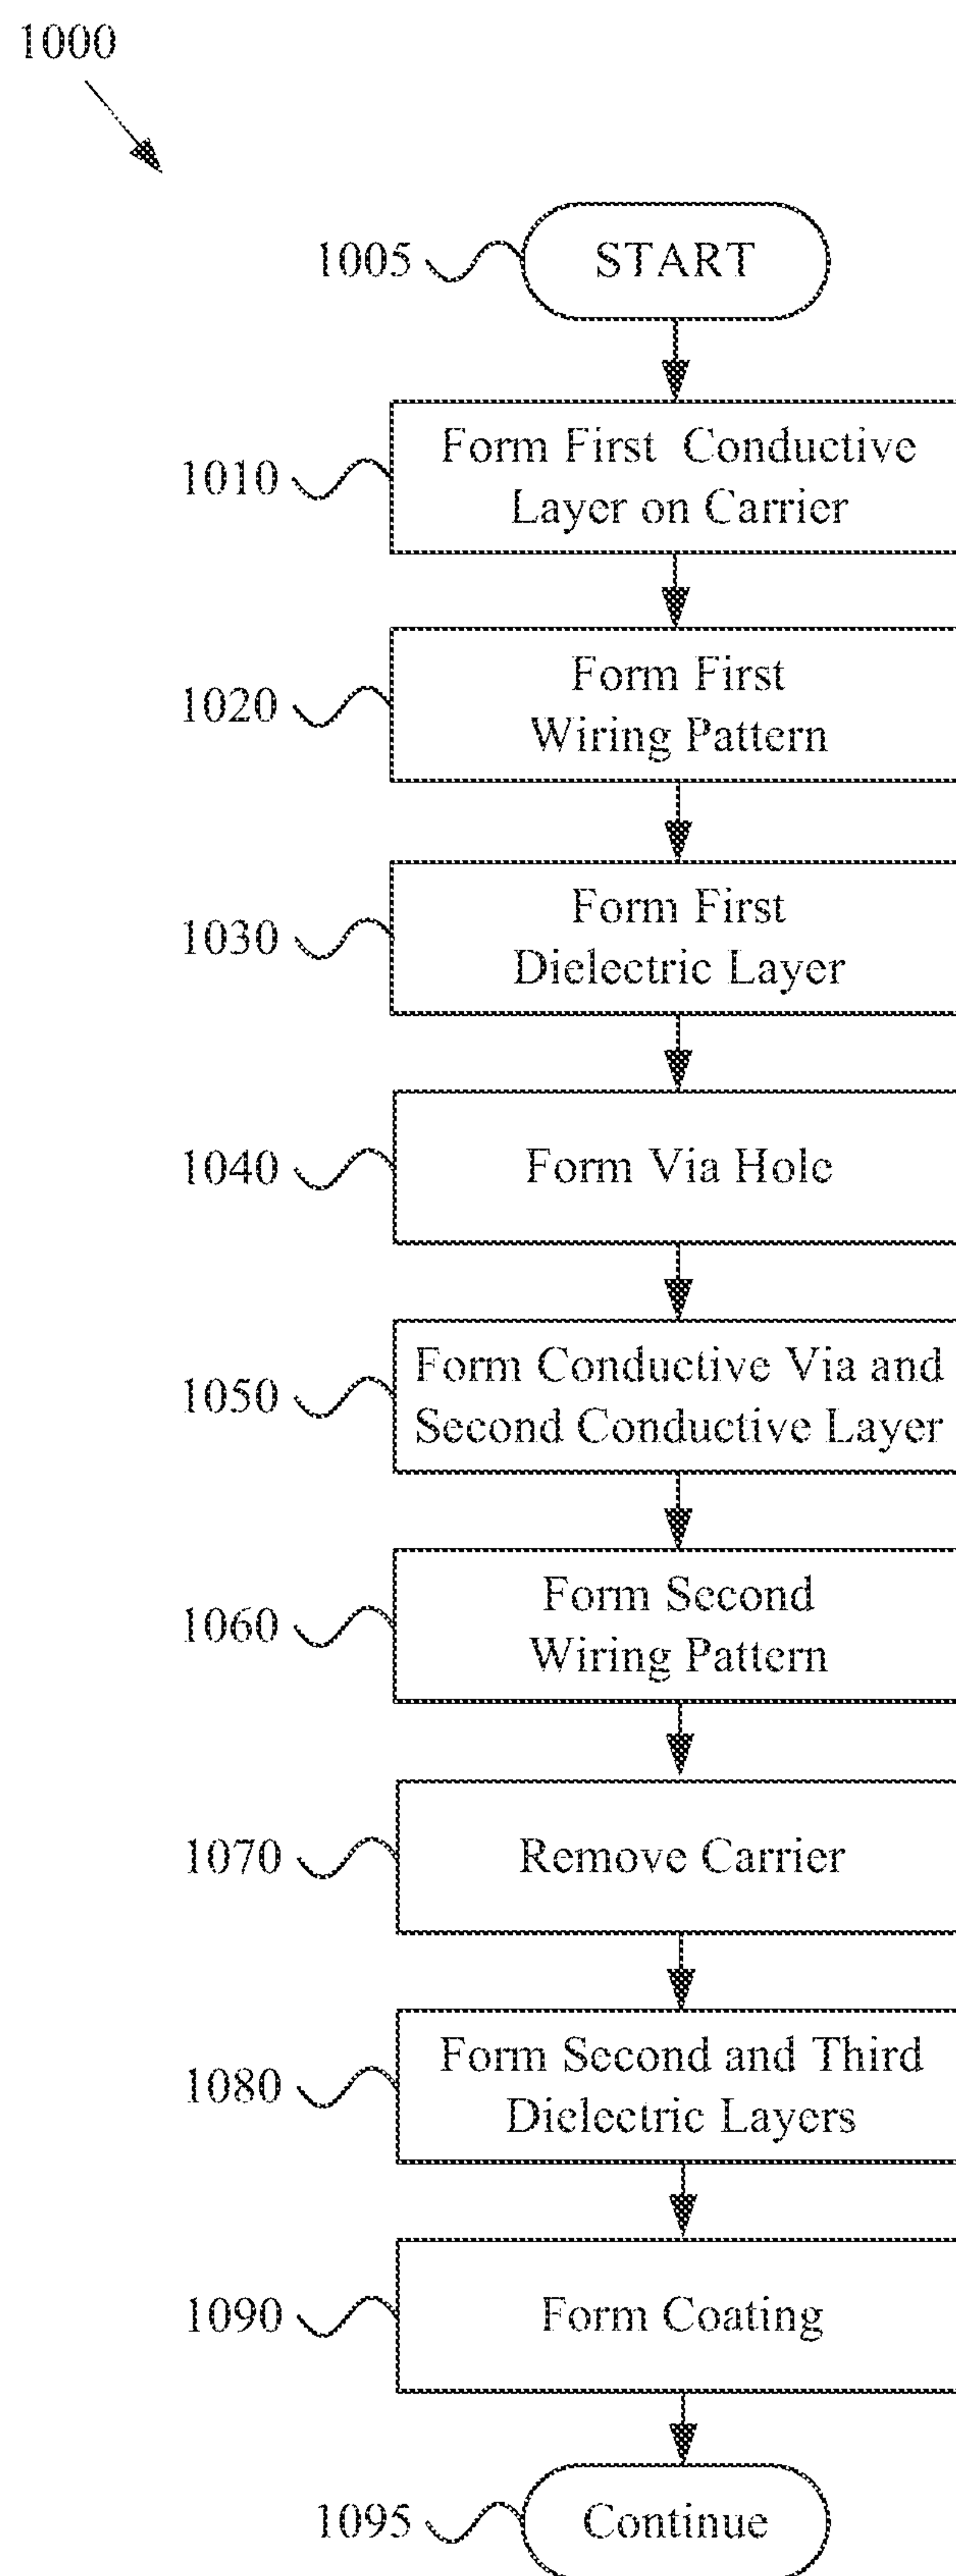 1000
1005 START
1010 Form First Conductive
Layer on Carrier
1020 Form First
Wiring Pattern
1030 Form First
Dielectric Layer
1040 Form Via Hole
1050 Form Conductive Via and
Second Conductive Layer
1060 Form Second
Wiring Pattern
1070 Remove Carrier
1080 Form Second and Third
Dielectric Layers
1090 Form Coating
1095 Continue